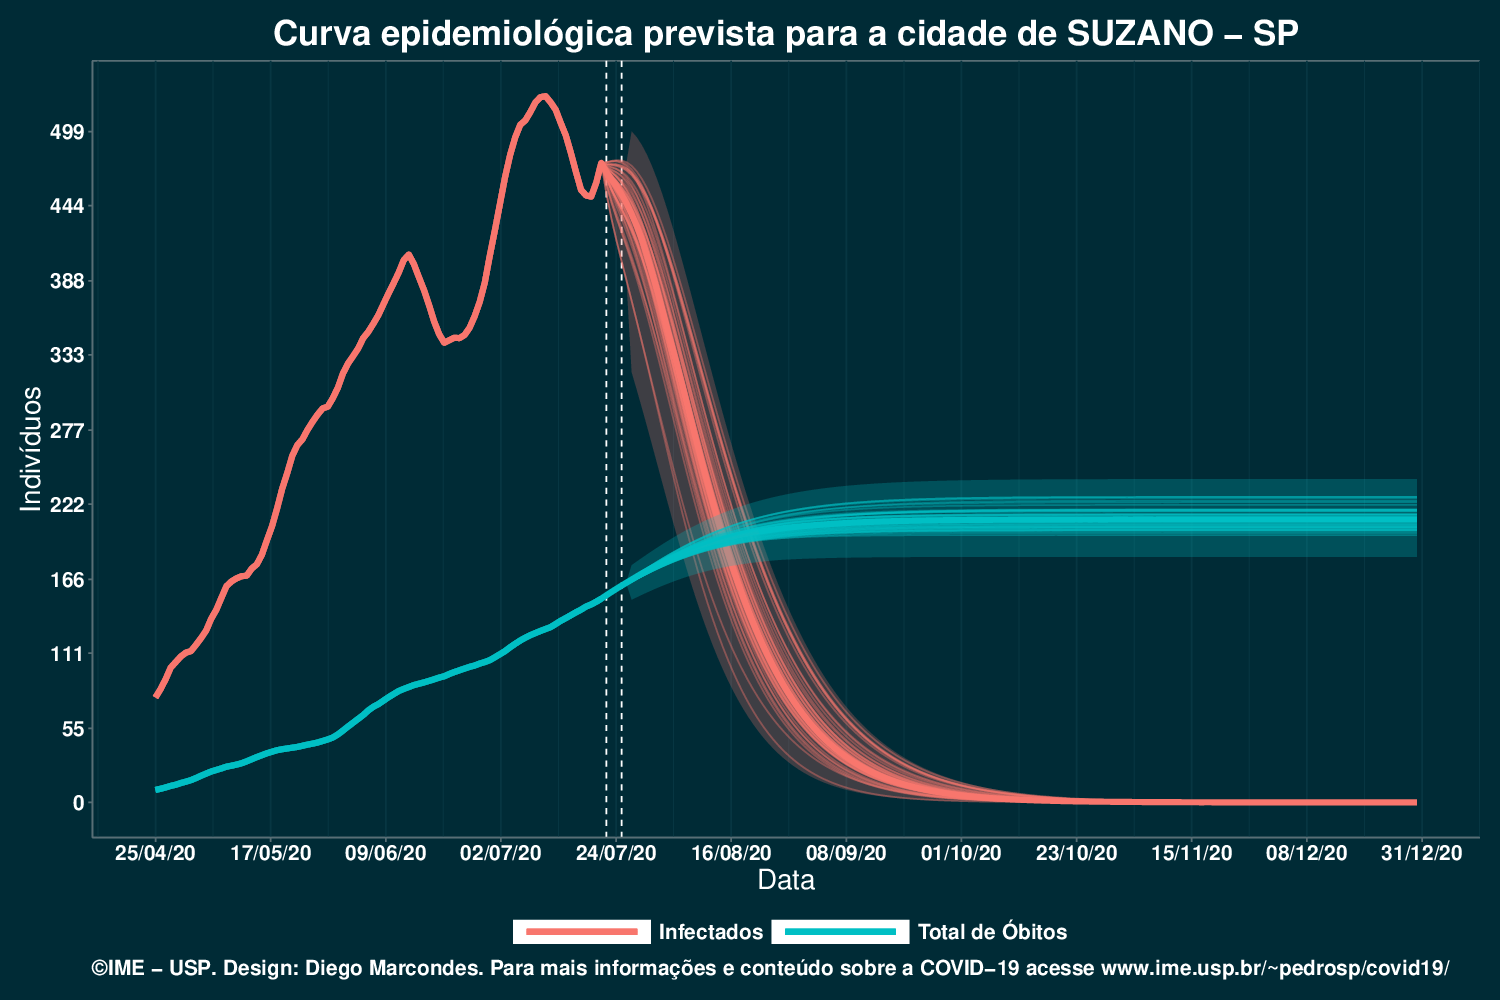 Curva epidemiológica prevista para a cidade de SUZANO – SP
Indivíduos
499
444
388
333
277
222
166
111
55
0
25/04/20 17/05/20 09/06/20 02/07/20 24/07/20 16/08/20 08/09/20 01/10/20 23/10/20 15/11/20 08/12/20 31/12/20
Data
Infectados Total de Óbitos
©IME – USP. Design: Diego Marcondes. Para mais informações e conteúdo sobre a COVID–19 acesse www.ime.usp.br/~pedrosp/covid19/